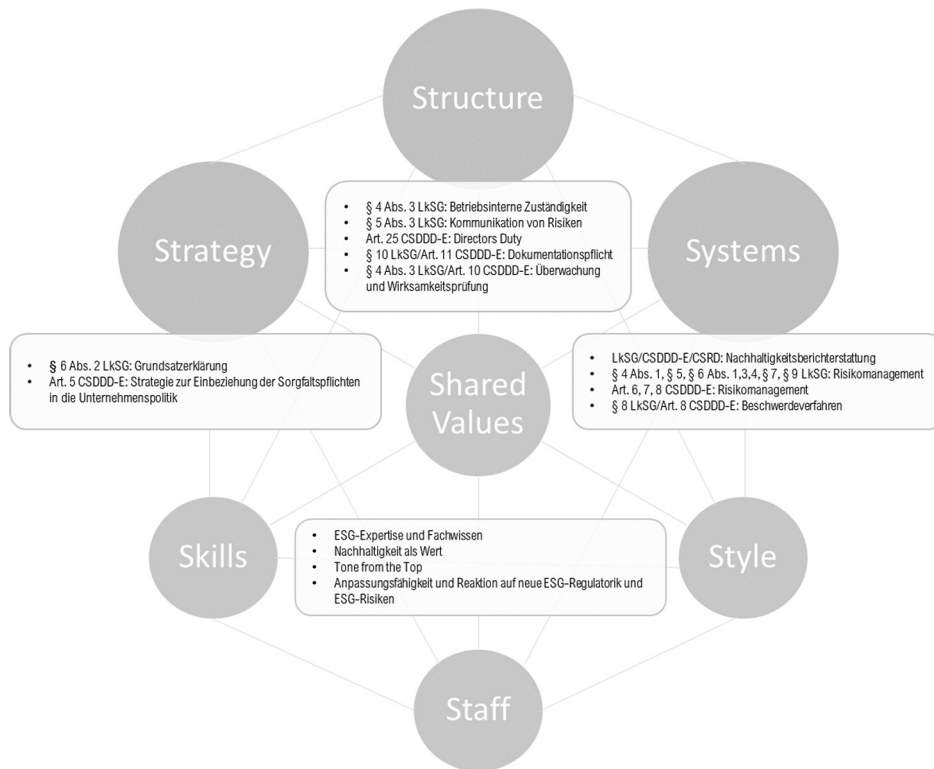 Structure
Strategy
Systems
• § 4 Abs. 3 LkSG: Betriebsinterne Zuständigkeit
• § 5 Abs. 3 LkSG: Kommunikation von Risiken
• Art. 25 CSDDD-E: Directors Duty
• § 10 LkSG/Art. 11 CSDDD-E: Dokumentationspflicht
• § 4 Abs. 3 LkSG/Art. 10 CSDDD-E: Überwachung
und Wirksamkeitsprüfung
• § 6 Abs. 2 LkSG: Grundsatzerklärung
• Art. 5 CSDDD-E: Strategie zur Einbeziehung der Sorgfaltspflichten
in die Unternehmenspolitik
Shared
Values
• LkSG/CSDDD-E/CSRD: Nachhaltigkeitsberichterstattung
• § 4 Abs. 1, § 5, § 6 Abs. 1,3,4, § 7, § 9 LkSG: Risikomanagement
• Art. 6, 7, 8 CSDDD-E: Risikomanagement
• § 8 LkSG/Art. 8 CSDDD-E: Beschwerdeverfahren
Skills
• ESG-Expertise und Fachwissen
• Nachhaltigkeit als Wert
• Tone from the Top
• Anpassungsfähigkeit und Reaktion auf neue ESG-Regulatorik und
ESG-Risiken
Style
Staff